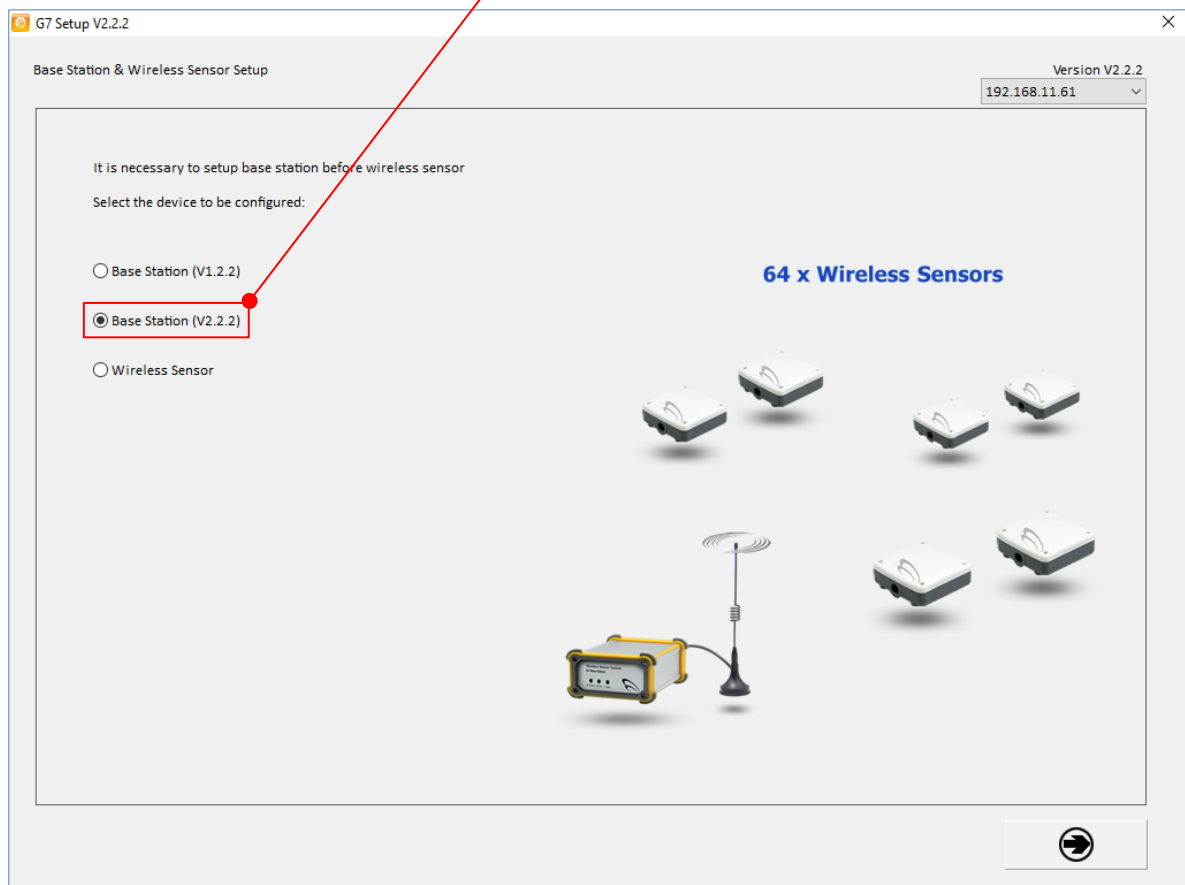 G7 Setup V2.2.2
Base Station & Wireless Sensor Setup
Version V2.2.2
192.168.11.61
It is necessary to setup base station before wireless sensor
Select the device to be configured:
Base Station (V1.2.2)
64 x Wireless Sensors
Base Station (V2.2.2)
Wireless Sensor